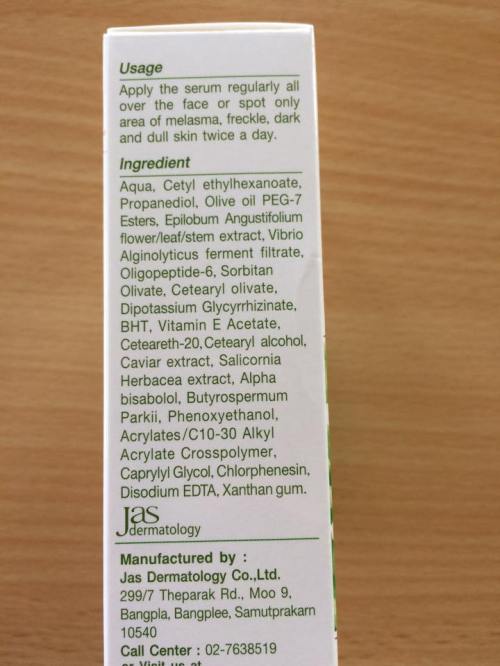 Usage
Apply the serum regularly all
over the face or spot only
area of melasma, freckle, dark
and dull skin twice a day.
Ingredient
Aqua, Cetyl ethylhexanoate,
Propanediol, Olive oil PEG-7
Esters, Epilobum Angustifolium
flower/leaf/stem extract, Vibrio
Alginolyticus ferment filtrate,
Oligopeptide-6, Sorbitan
Olivate, Cetearyl olivate,
Dipotassium Glycyrrhizinate,
BHT, Vitamin E Acetate,
Ceteareth-20, Cetearyl alcohol,
Caviar extract, Salicornia
Herbacea extract, Alpha
bisabolol, Butyrospermum
Parkii, Phenoxyethanol,
Acrylates/C10-30 Alkyl
Acrylate Crosspolymer,
Caprylyl Glycol, Chlorphenesin,
Disodium EDTA, Xanthan gum.
Jas
dermatology
Manufactured by :
Jas Dermatology Co.,Ltd.
299/7 Theparak Rd., Moo 9,
Bangpla, Bangplee, Samutprakarn
10540
Call Center : 02-7638519
or Visit us at